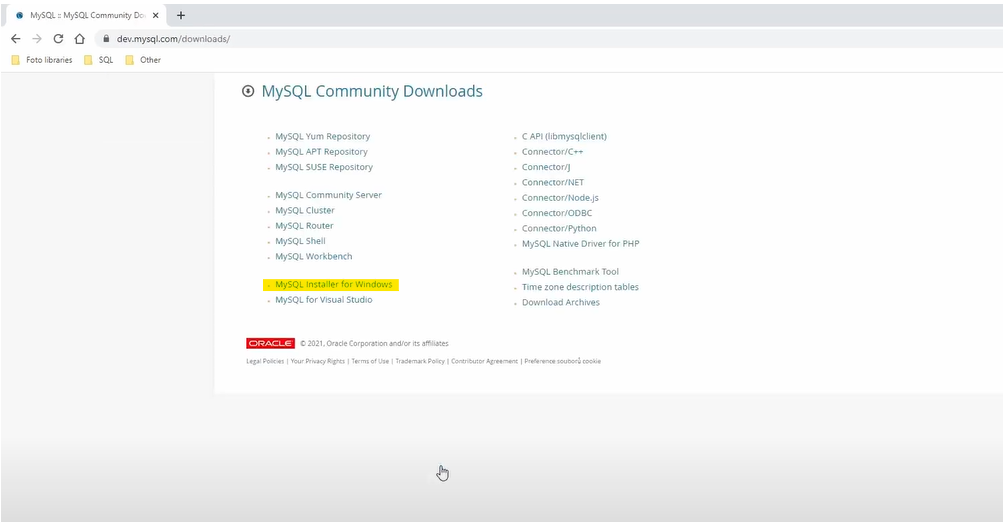 MySQL :: MySQL Community Do
dev.mysql.com/downloads/
Foto libraries SQL Other
MySQL Community Downloads
MySQL Yum Repository
MySQL APT Repository
MySQL SUSE Repository
MySQL Community Server
MySQL Cluster
MySQL Router
MySQL Shell
MySQL Workbench
MySQL Installer for Windows
MySQL for Visual Studio
C API (libmysqlclient)
Connector/C++
Connector/J
Connector/NET
Connector/Node.js
Connector/ODBC
Connector/Python
MySQL Native Driver for PHP
MySQL Benchmark Tool
Time zone description tables
Download Archives
ORACLE © 2021, Oracle Corporation and/or its affiliates
Legal Policies | Your Privacy Rights | Terms of Use | Trademark Policy | Contributor Agreement | Preference souborů cookie